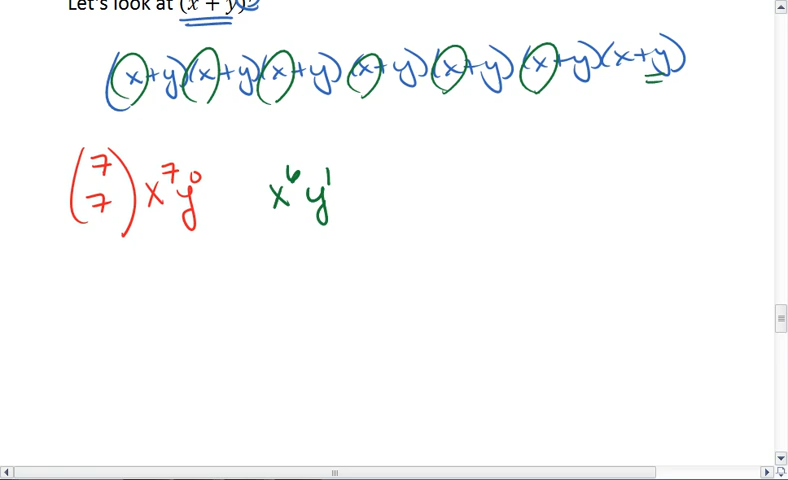 Let's look at (x + y)
(x+y)(x+y)(x+y)(x+y)(x+y)(x+y)(x+y)
(7 7) x⁷y⁰ x⁶y¹